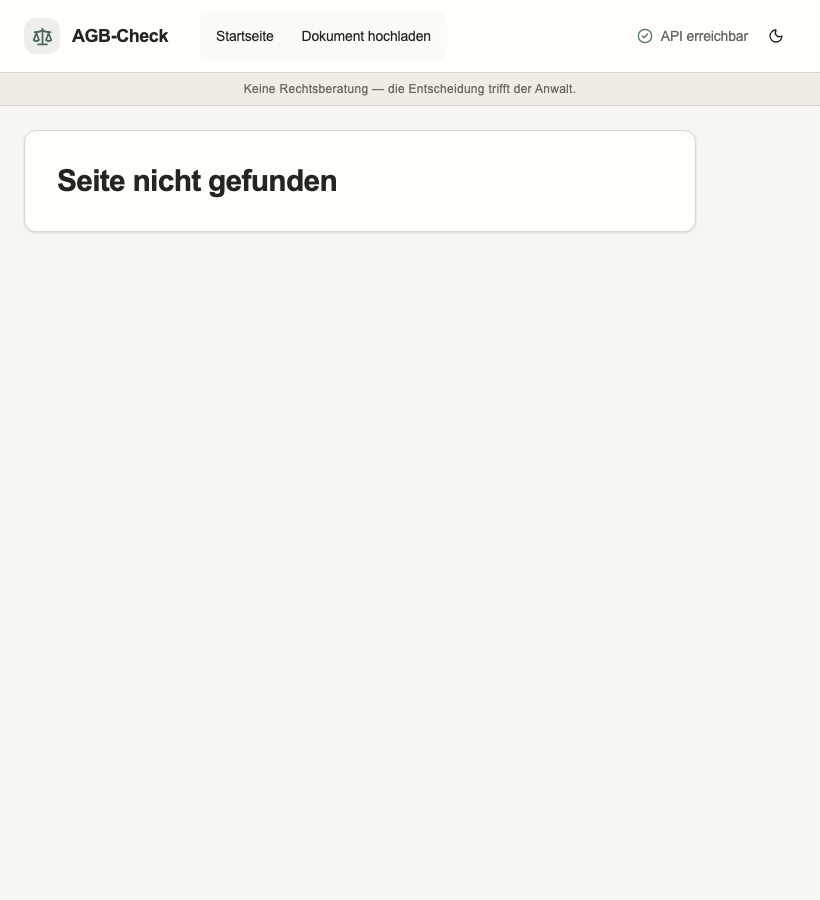 AGB-Check
Startseite
Dokument hochladen
API erreichbar
Keine Rechtsberatung — die Entscheidung trifft der Anwalt.
Seite nicht gefunden